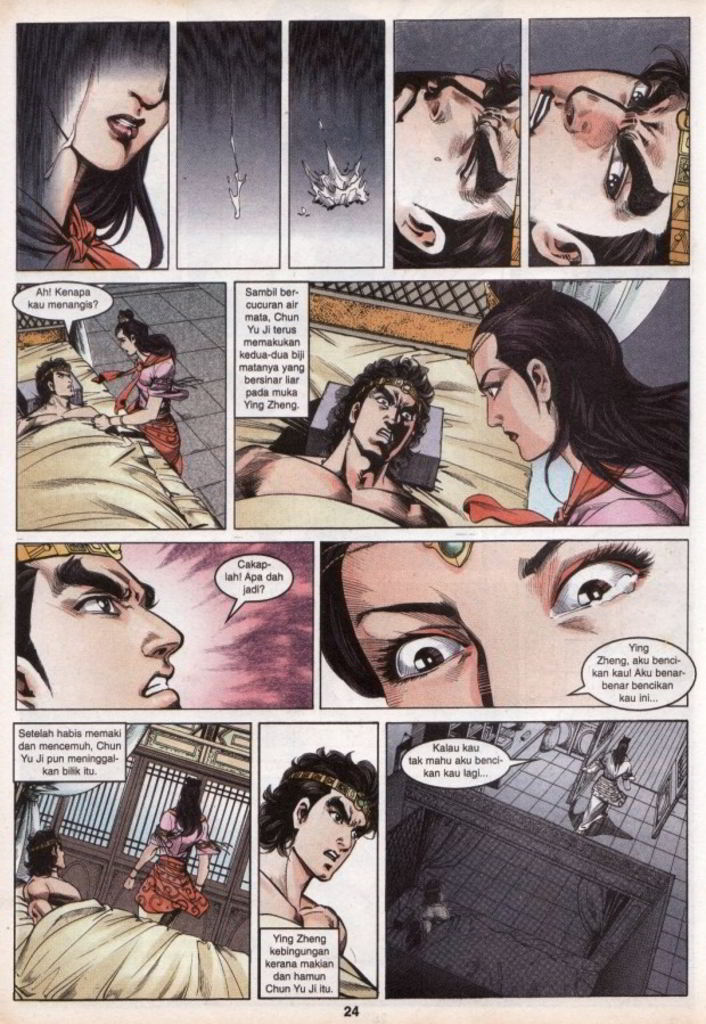 Ah! Kenapa
kau menangis?
Sambil ber-
cucuran air
mata, Chun
Yu Ji terus
memakukan
kedua-dua biji
matanya yang
bersinar liar
pada muka
Ying Zheng.
Cakap-
lah! Apa dah
jadi?
Ying
Zheng, aku benci-
kan kau! Aku benar-
benar bencikan
kau ini...
Setelah habis memaki
dan mencemuh, Chun
Yu Ji pun meninggal-
kan bilik itu.
Ying Zheng
kebingungan
kerana makian
dan hamun
Chun Yu Ji itu.
Kalau kau
tak mahu aku benci-
kan kau lagi...
24